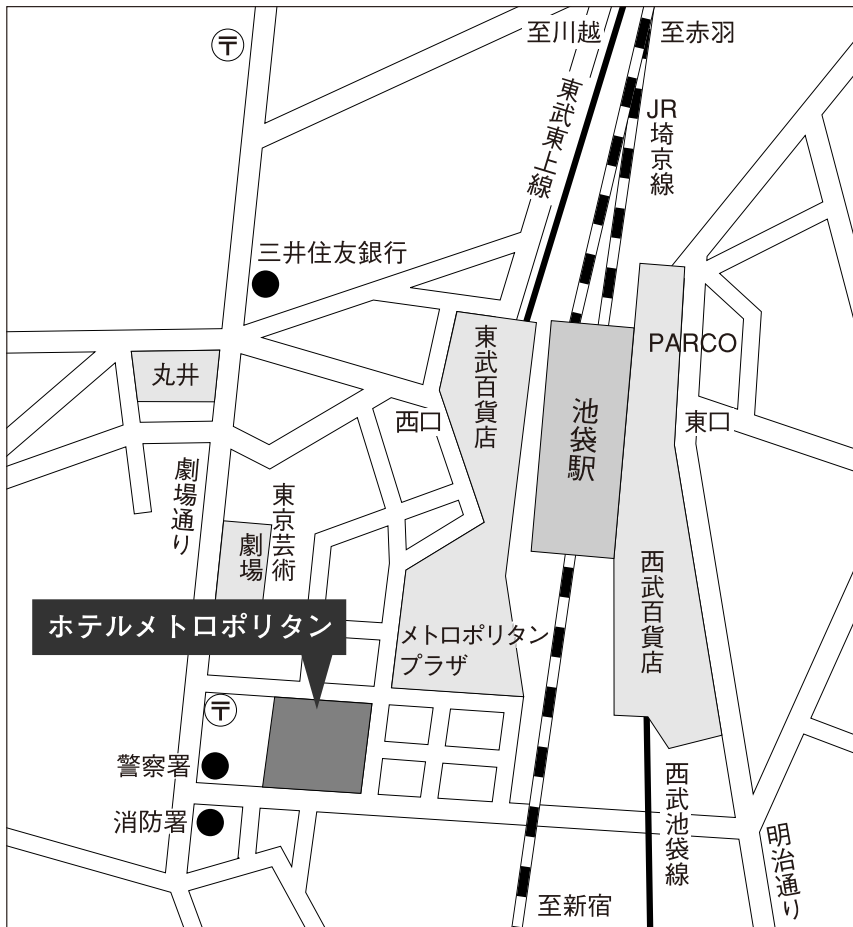 〒
至川越
至赤羽
東武東上線
JR埼京線
三井住友銀行
PARCO
東武百貨店
丸井
池袋駅
西口
東口
劇場通り
東京芸術
劇場
西武百貨店
ホテルメトロポリタン
メトロポリタン
プラザ
〒
警察署
消防署
西武池袋線
明治通り
至新宿